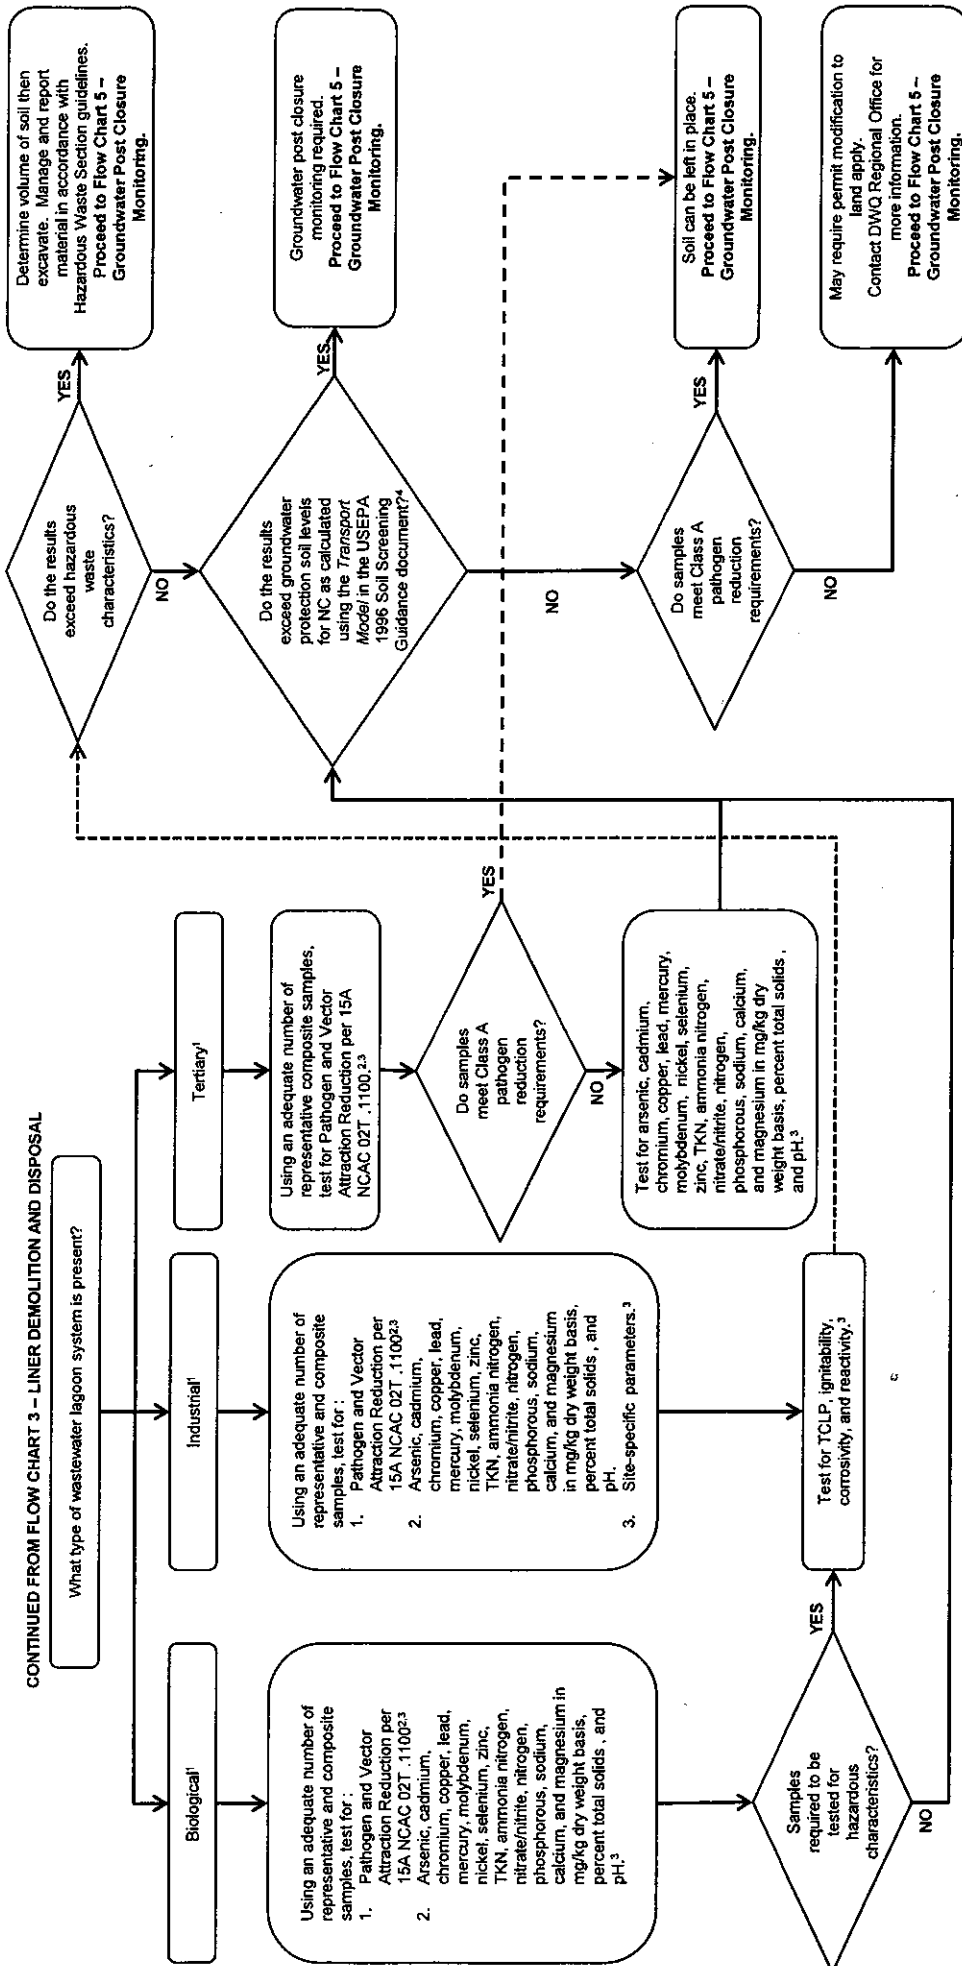 CONTINUED FROM FLOW CHART 3 – LINER DEMOLITION AND DISPOSAL
What type of wastewater lagoon system is present?
Biological¹
Industrial¹
Tertiary¹
Using an adequate number of
representative and composite
samples, test for :
1. Pathogen and Vector
Attraction Reduction per
15A NCAC 02T .1100²,³
2. Arsenic, cadmium,
chromium, copper, lead,
mercury, molybdenum,
nickel, selenium, zinc,
TKN, ammonia nitrogen,
nitrate/nitrite, nitrogen,
phosphorous, sodium,
calcium, and magnesium in
mg/kg dry weight basis,
percent total solids , and
pH.³
Using an adequate number of
representative and composite
samples, test for :
1. Pathogen and Vector
Attraction Reduction per
15A NCAC 02T .1100²,³
2. Arsenic, cadmium,
chromium, copper, lead,
mercury, molybdenum,
nickel, selenium, zinc,
TKN, ammonia nitrogen,
nitrate/nitrite, nitrogen,
phosphorous, sodium,
calcium, and magnesium
in mg/kg dry weight basis,
percent total solids , and
pH.
3. Site-specific parameters.³
Using an adequate number of
representative composite samples,
test for Pathogen and Vector
Attraction Reduction per 15A
NCAC 02T .1100.²,³
Do samples
meet Class A
pathogen
reduction
requirements?
YES
NO
Test for arsenic, cadmium,
chromium, copper, lead, mercury,
molybdenum, nickel, selenium,
zinc, TKN, ammonia nitrogen,
nitrate/nitrite, nitrogen,
phosphorous, sodium, calcium,
and magnesium in mg/kg dry
weight basis, percent total solids ,
and pH.³
Samples
required to be
tested for
hazardous
characteristics?
YES
NO
Test for TCLP, ignitability,
corrosivity, and reactivity.³
Do the results
exceed hazardous
waste
characteristics?
YES
NO
Determine volume of soil then
excavate. Manage and report
material in accordance with
Hazardous Waste Section guidelines.
Proceed to Flow Chart 5 –
Groundwater Post Closure
Monitoring.
Do the results
exceed groundwater
protection soil levels
for NC as calculated
using the Transport
Model in the USEPA
1996 Soil Screening
Guidance document?⁴
YES
NO
Groundwater post closure
monitoring required.
Proceed to Flow Chart 5 –
Groundwater Post Closure
Monitoring.
Do samples
meet Class A
pathogen
reduction
requirements?
YES
NO
Soil can be left in place.
Proceed to Flow Chart 5 –
Groundwater Post Closure
Monitoring.
May require permit modification to
land apply.
Contact DWQ Regional Office for
more information.
Proceed to Flow Chart 5 –
Groundwater Post Closure
Monitoring.